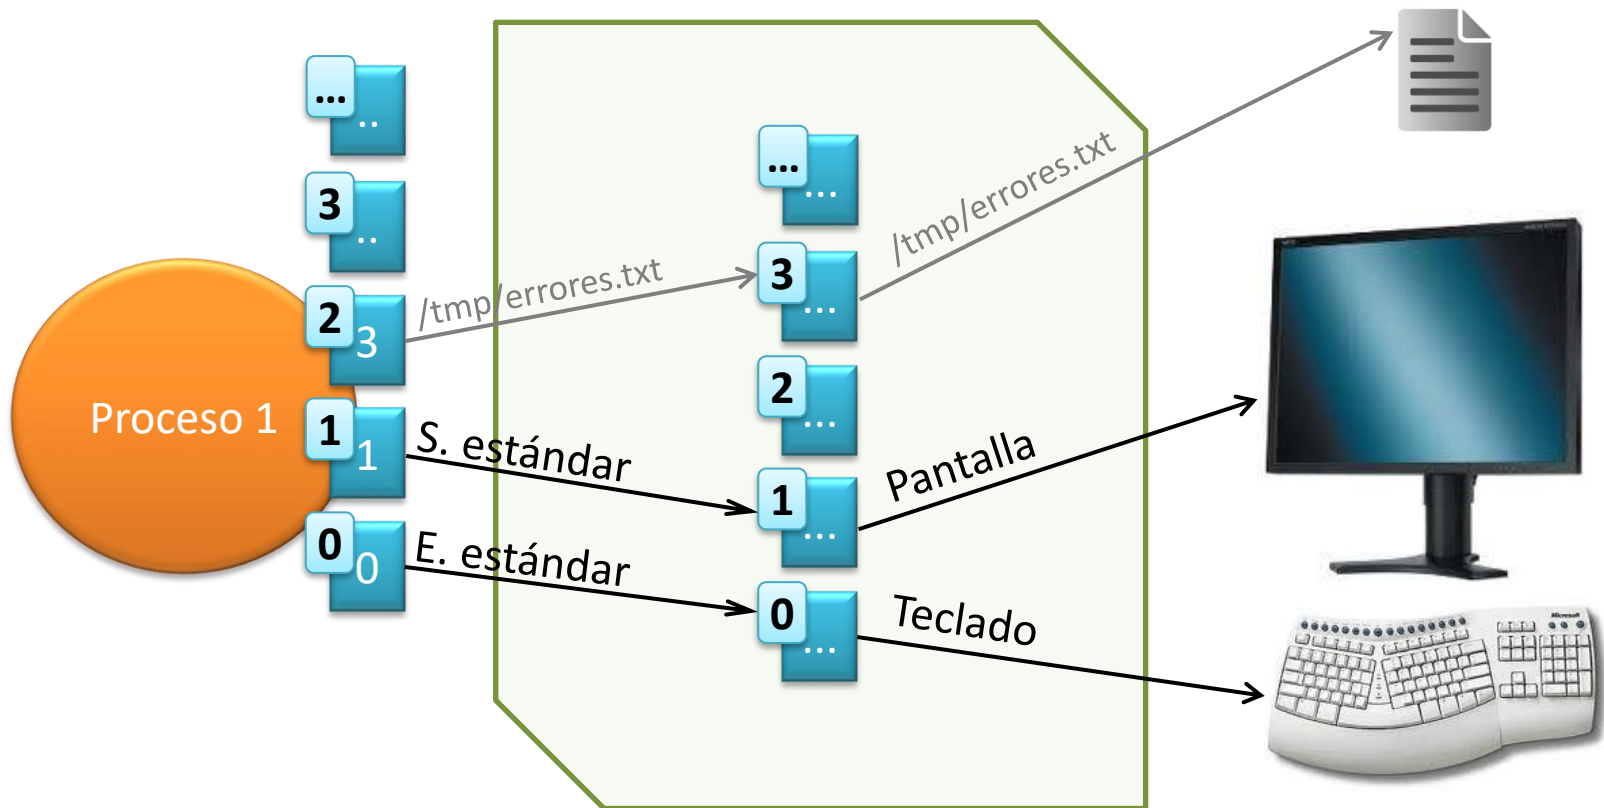 ...
..
3
..
2
3
/tmp/errores.txt
Proceso 1
1
1
S. estándar
0
0
E. estándar
...
...
3
...
/tmp/errores.txt
2
...
1
...
Pantalla
0
...
Teclado
Microsoft